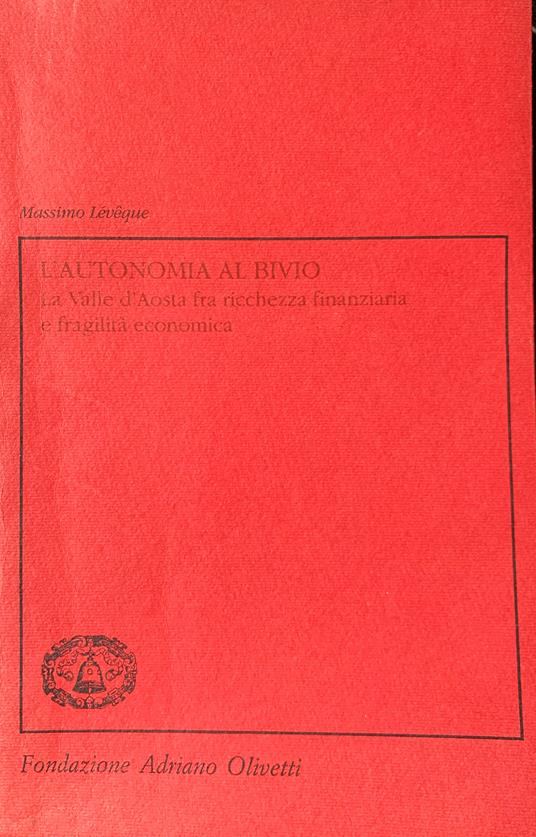 Massimo Lévêque
L'AUTONOMIA AL BIVIO
La Valle d'Aosta fra ricchezza finanziaria
e fragilità economica
Fondazione Adriano Olivetti